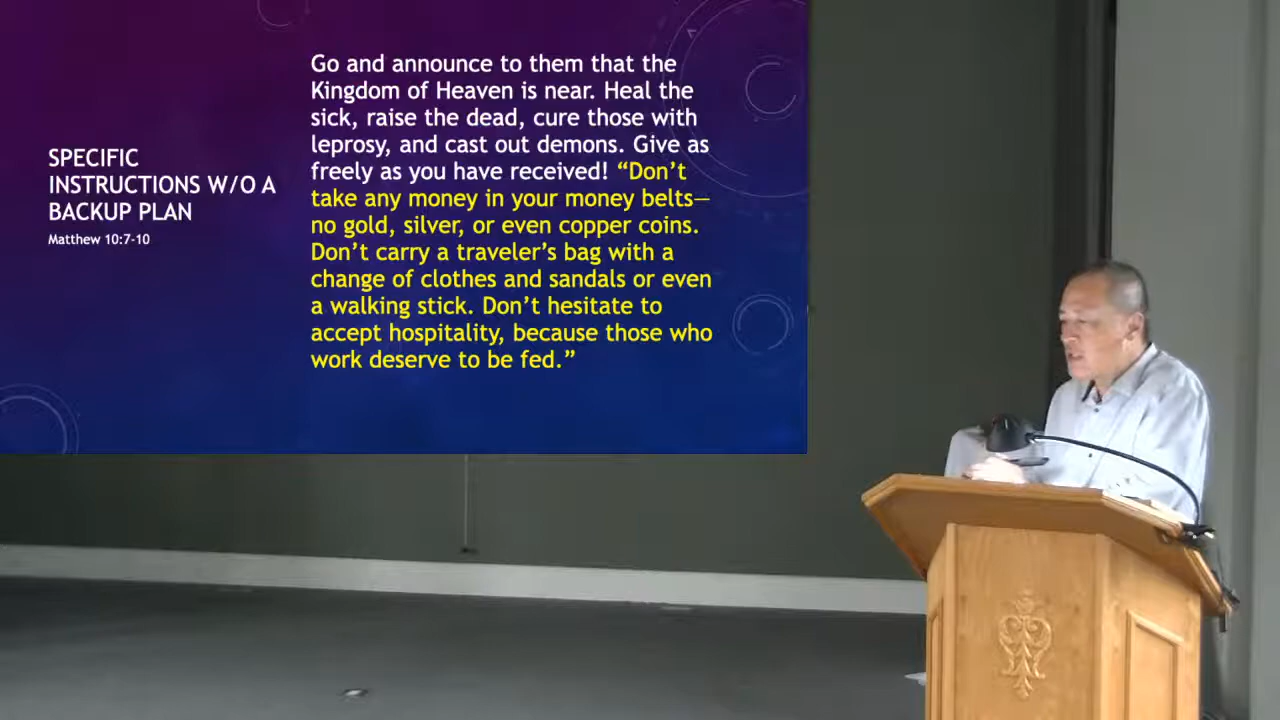 SPECIFIC
INSTRUCTIONS W/O A
BACKUP PLAN
Matthew 10:7-10
Go and announce to them that the
Kingdom of Heaven is near. Heal the
sick, raise the dead, cure those with
leprosy, and cast out demons. Give as
freely as you have received! “Don’t
take any money in your money belts—
no gold, silver, or even copper coins.
Don’t carry a traveler’s bag with a
change of clothes and sandals or even
a walking stick. Don’t hesitate to
accept hospitality, because those who
work deserve to be fed.”